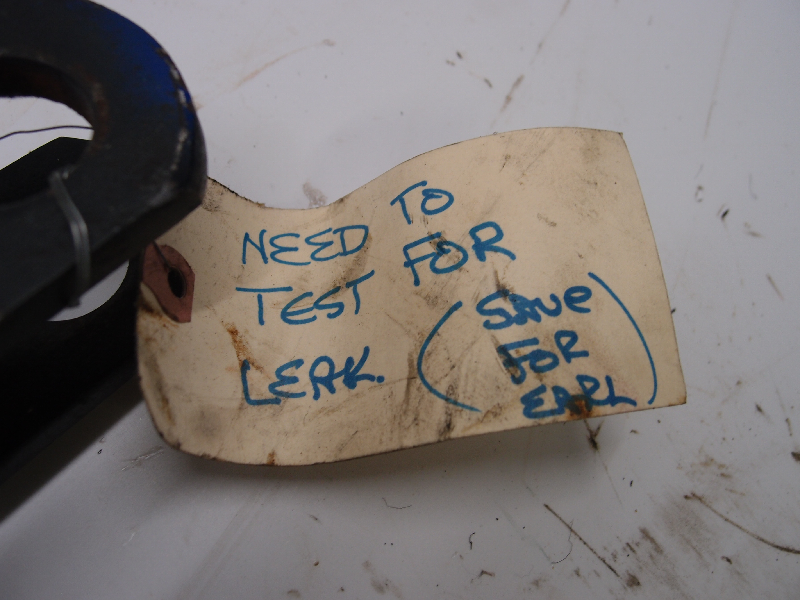 NEED TO
TEST FOR
LEAK.
(SAVE
FOR
EARL)